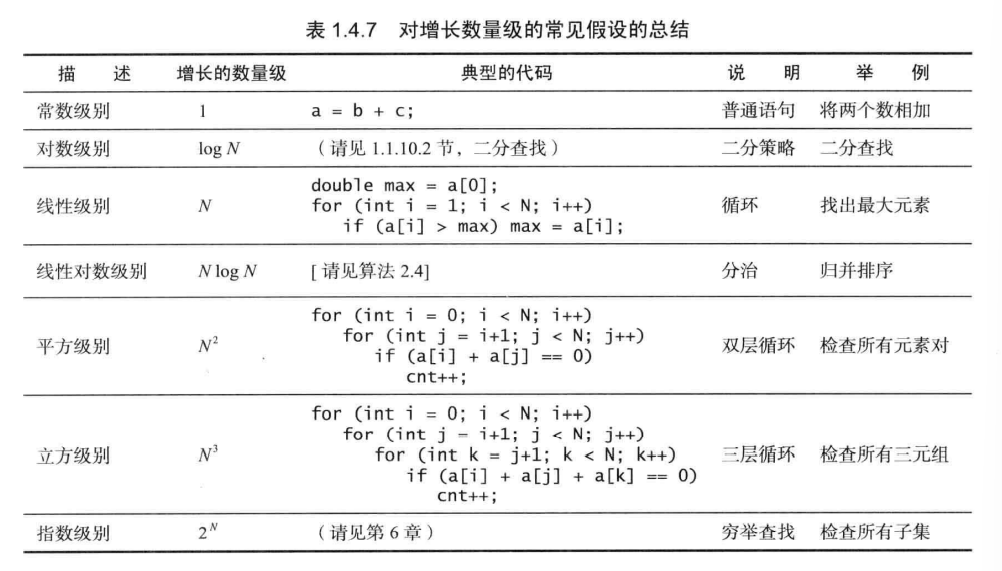 表 1.4.7 对增长数量级的常见假设的总结
描 述 增长的数量级 典型的代码 说 明 举 例
常数级别 1 a = b + c; 普通语句 将两个数相加
对数级别 log N （请见 1.1.10.2 节，二分查找） 二分策略 二分查找
double max = a[0];
线性级别 N for (int i = 1; i < N; i++) 循环 找出最大元素
if (a[i] > max) max = a[i];
线性对数级别 N log N [ 请见算法 2.4] 分治 归并排序
for (int i = 0; i < N; i++)
for (int j = i+1; j < N; j++)
平方级别 N² if (a[i] + a[j] == 0) 双层循环 检查所有元素对
cnt++;
for (int i = 0; i < N; i++)
for (int j = i+1; j < N; j++)
立方级别 N³ for (int k = j+1; k < N; k++) 三层循环 检查所有三元组
if (a[i] + a[j] + a[k] == 0)
cnt++;
指数级别 2ᴺ （请见第 6 章） 穷举查找 检查所有子集